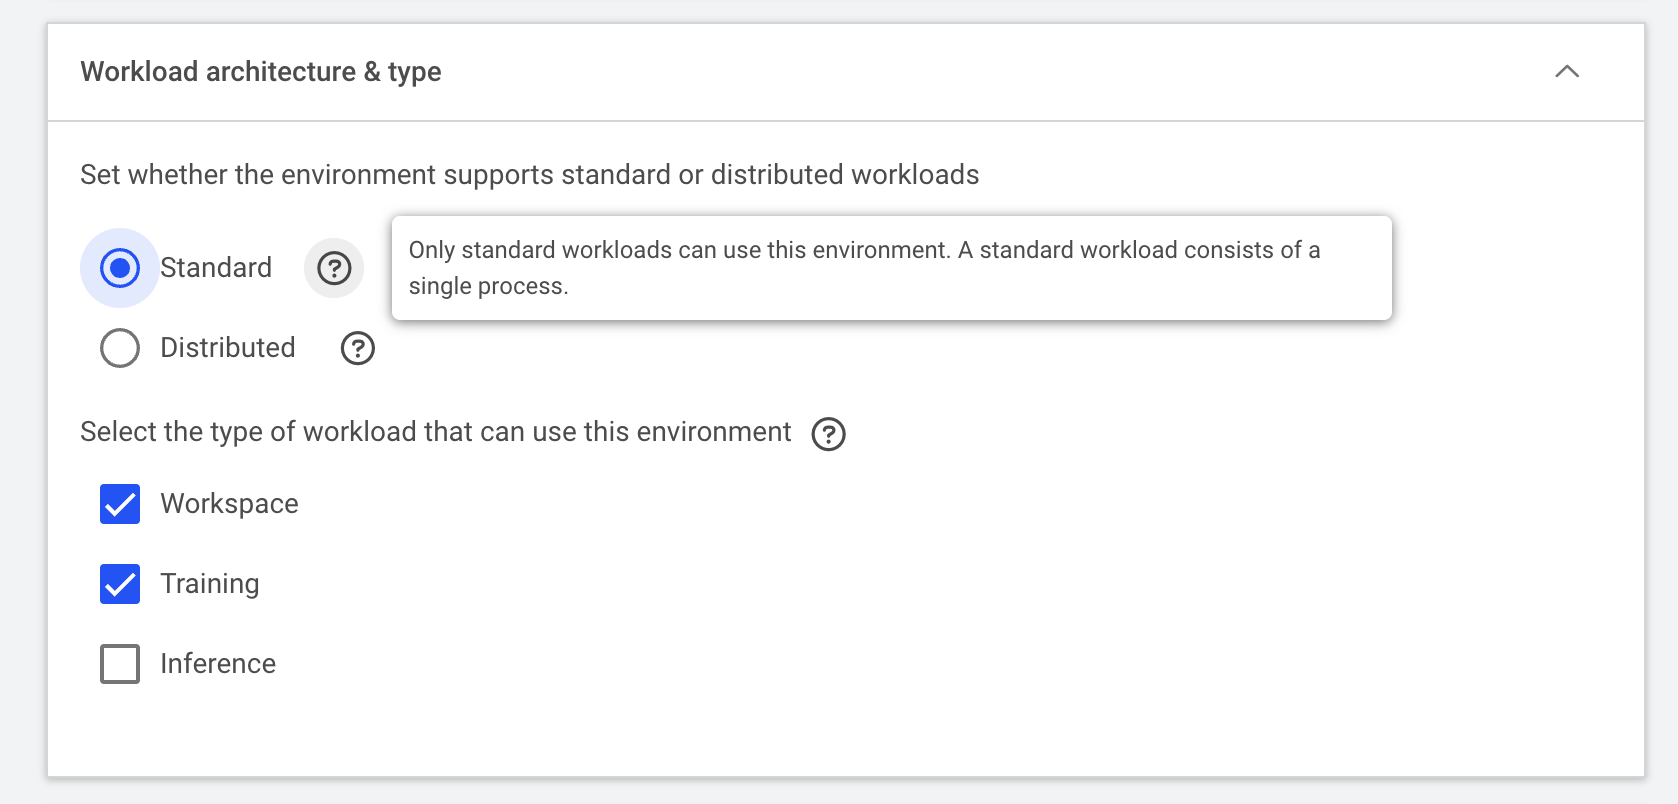 Workload architecture & type
Set whether the environment supports standard or distributed workloads
Standard
Only standard workloads can use this environment. A standard workload consists of a
single process.
Distributed
Select the type of workload that can use this environment
Workspace
Training
Inference